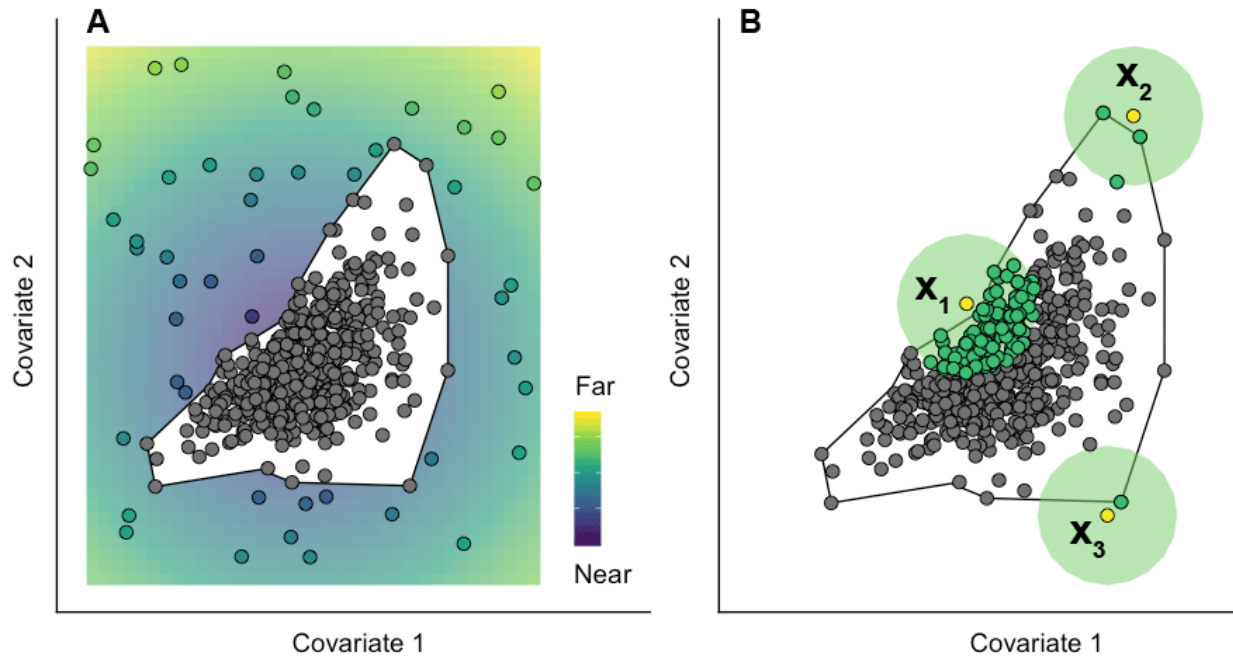 A
B
x₂
x₁
x₃
Covariate 2
Covariate 2
Far
Near
Covariate 1
Covariate 1